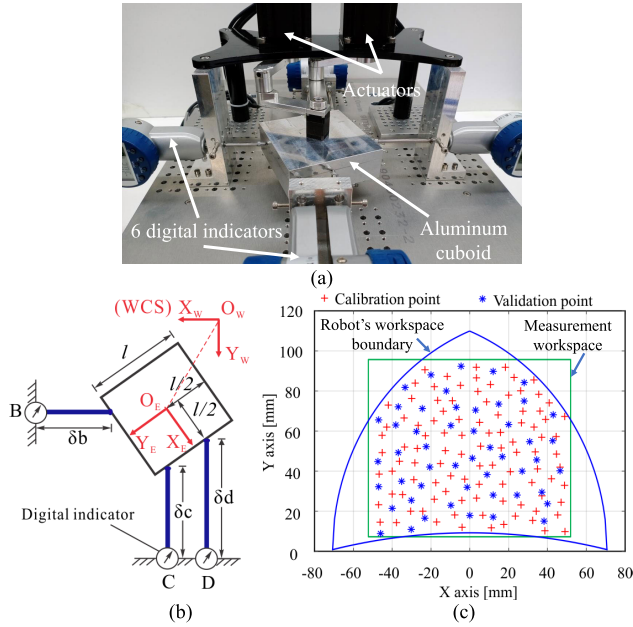 Actuators
6 digital indicators
Aluminum
cuboid
(a)
(WCS) X_W O_W
Y_W
l
l/2
O_E l/2
B
Y_E X_E
δb
δc δd
Digital indicator
C D
(b)
+ Calibration point * Validation point
Robot's workspace
boundary
Measurement
workspace
120
100
80
60
40
20
0
Y axis [mm]
-80 -60 -40 -20 0 20 40 60 80
X axis [mm]
(c)